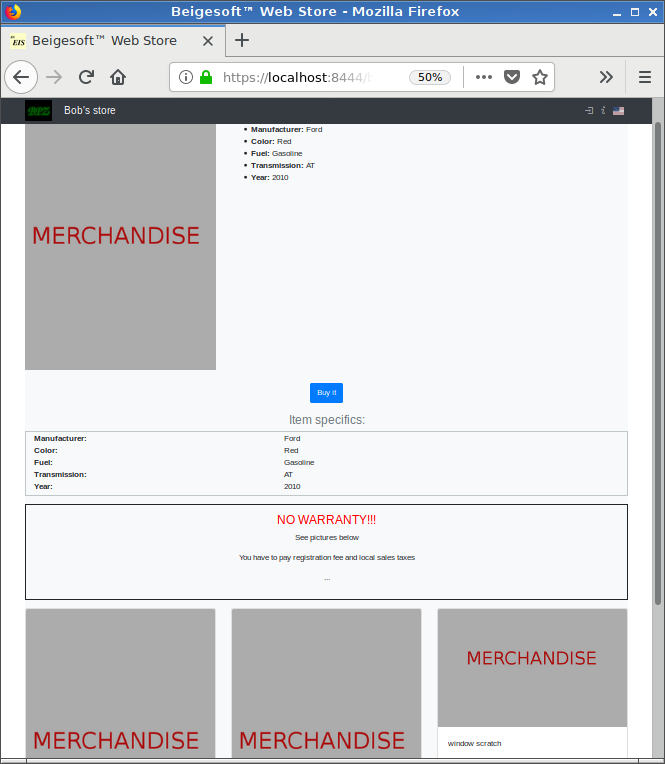 Beigesoft™ Web Store - Mozilla Firefox
EIS Beigesoft™ Web Store
https://localhost:8444/ 50%
Bob's store
MERCHANDISE
Manufacturer: Ford
Color: Red
Fuel: Gasoline
Transmission: AT
Year: 2010
Buy it
Item specifics:
Manufacturer: Ford
Color: Red
Fuel: Gasoline
Transmission: AT
Year: 2010
NO WARRANTY!!!
See pictures below
You have to pay registration fee and local sales taxes
...
MERCHANDISE
MERCHANDISE
MERCHANDISE
window scratch